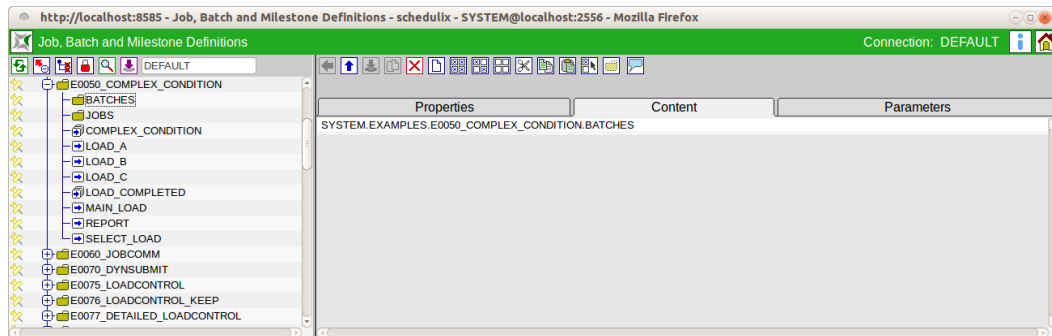 http://localhost:8585 - Job, Batch and Milestone Definitions - schedulix - SYSTEM@localhost:2556 - Mozilla Firefox
Job, Batch and Milestone Definitions
Connection: DEFAULT
DEFAULT
E0050_COMPLEX_CONDITION
BATCHES
JOBS
COMPLEX_CONDITION
LOAD_A
LOAD_B
LOAD_C
LOAD_COMPLETED
MAIN_LOAD
REPORT
SELECT_LOAD
E0060_JOBCOMM
E0070_DYNSUBMIT
E0075_LOADCONTROL
E0076_LOADCONTROL_KEEP
E0077_DETAILED_LOADCONTROL
Properties
Content
Parameters
SYSTEM.EXAMPLES.E0050_COMPLEX_CONDITION.BATCHES